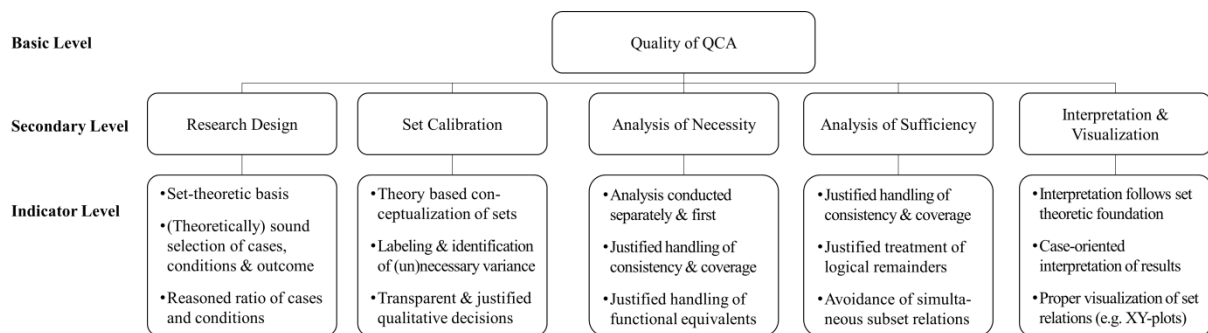 Basic Level
Quality of QCA
Secondary Level
Research Design
Set Calibration
Analysis of Necessity
Analysis of Sufficiency
Interpretation &
Visualization
Indicator Level
•Set-theoretic basis
•(Theoretically) sound
selection of cases,
conditions & outcome
•Reasoned ratio of cases
and conditions
•Theory based con-
ceptualization of sets
•Labeling & identification
of (un)necessary variance
•Transparent & justified
qualitative decisions
•Analysis conducted
separately & first
•Justified handling of
consistency & coverage
•Justified handling of
functional equivalents
•Justified handling of
consistency & coverage
•Justified treatment of
logical remainders
•Avoidance of simulta-
neous subset relations
•Interpretation follows set
theoretic foundation
•Case-oriented
interpretation of results
•Proper visualization of set
relations (e.g. XY-plots)